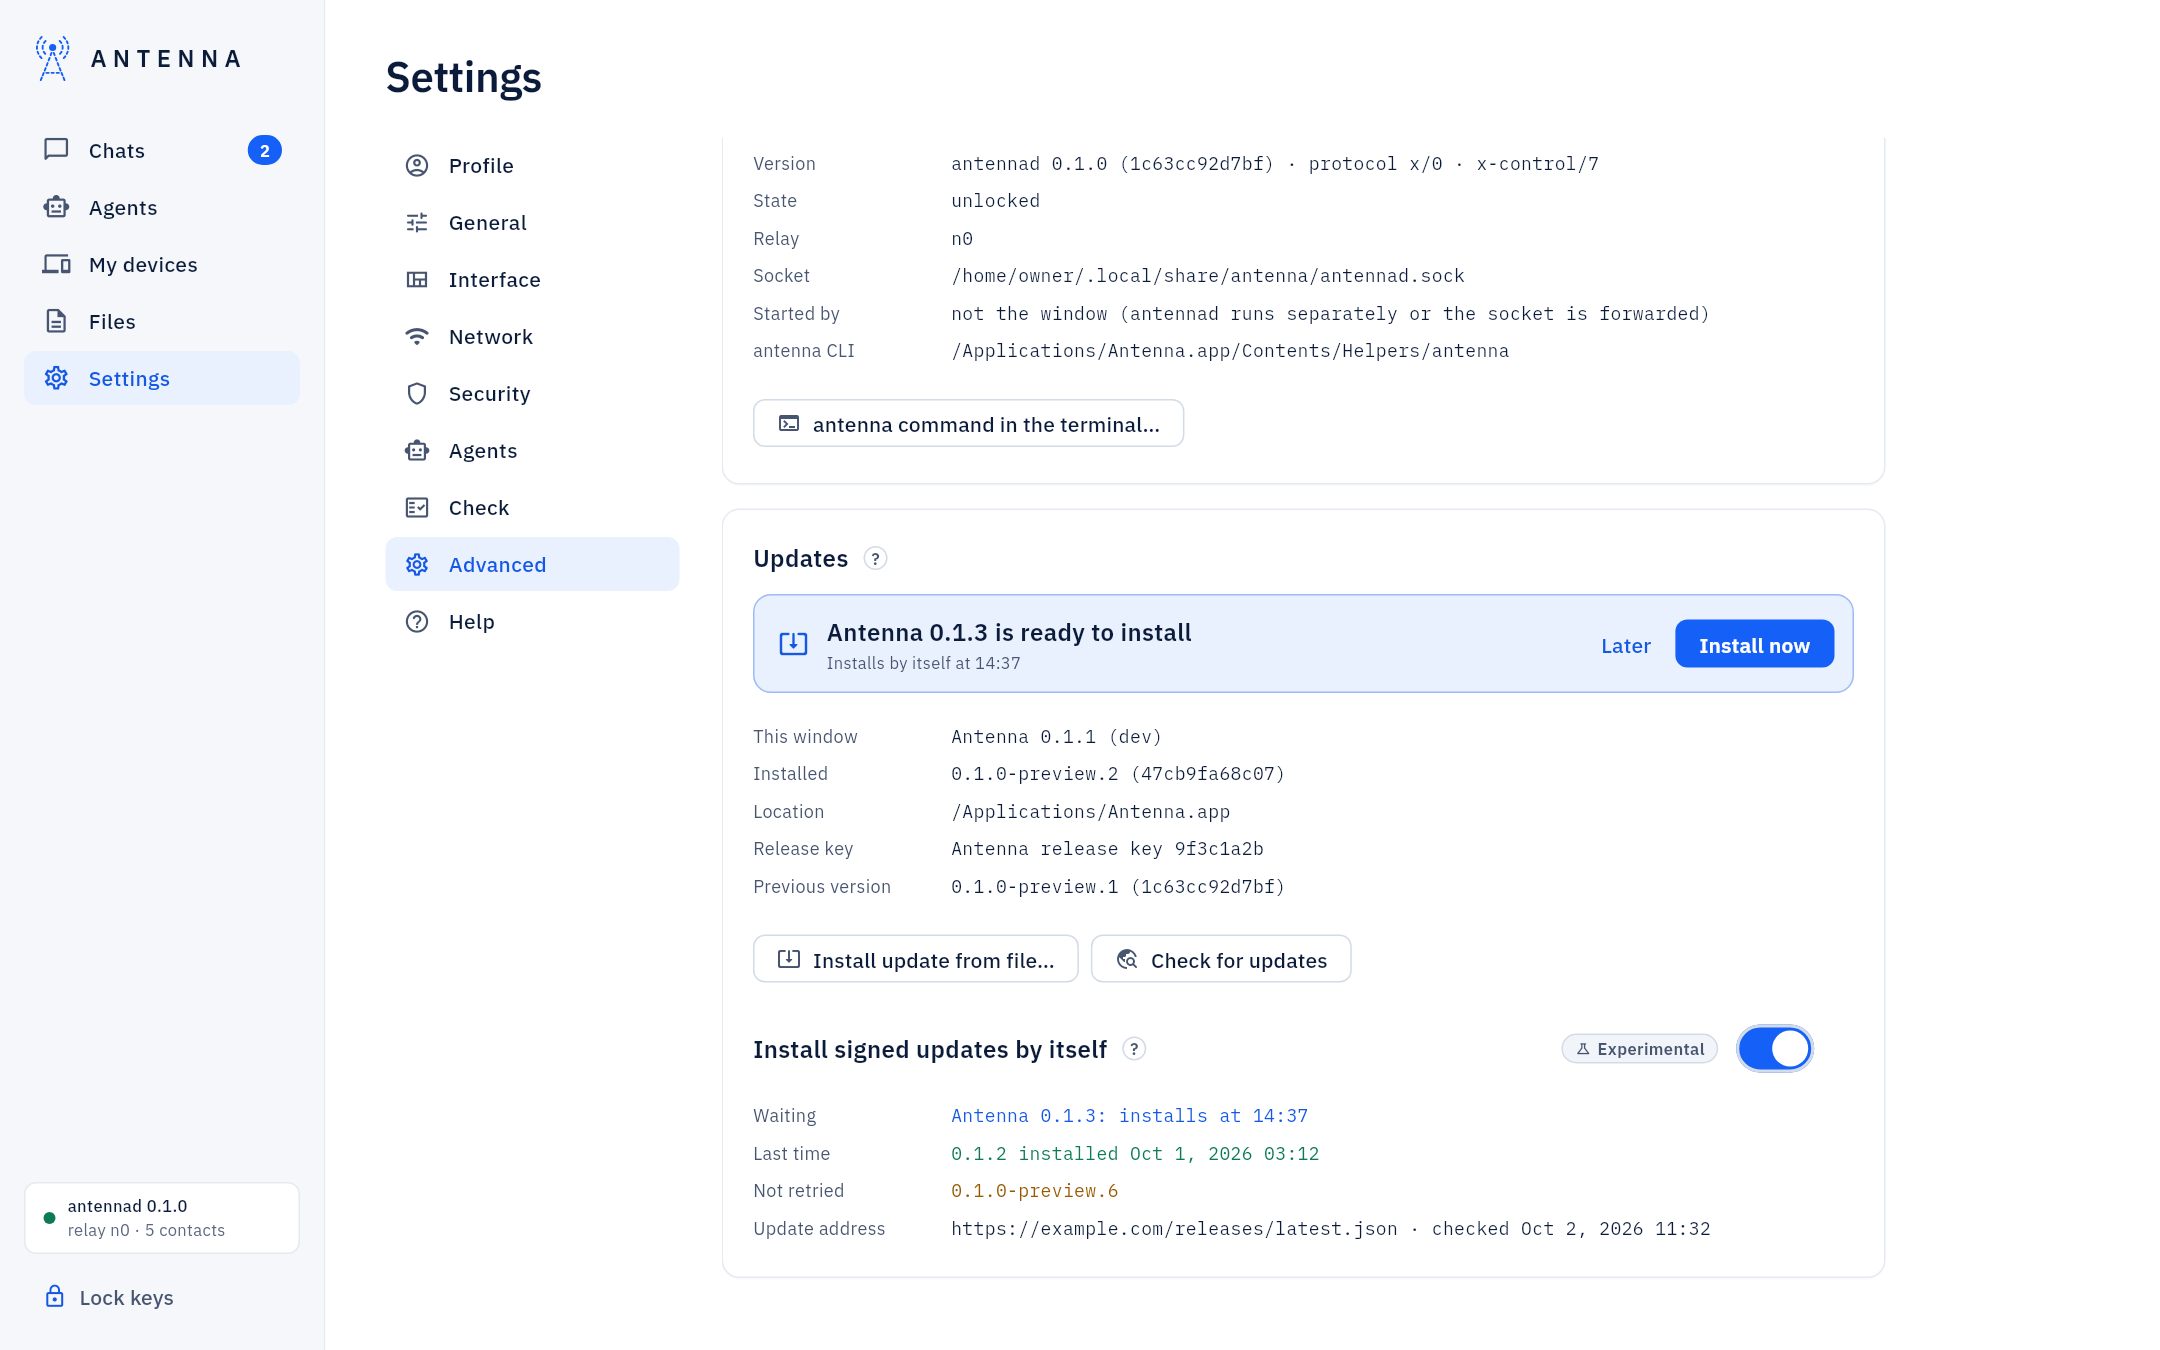 ANTENNA
Chats 2
Agents
My devices
Files
Settings
antennad 0.1.0
relay n0 · 5 contacts
Lock keys
Settings
Profile
General
Interface
Network
Security
Agents
Check
Advanced
Help
Version antennad 0.1.0 (1c63cc92d7bf) · protocol x/0 · x-control/7
State unlocked
Relay n0
Socket /home/owner/.local/share/antenna/antennad.sock
Started by not the window (antennad runs separately or the socket is forwarded)
antenna CLI /Applications/Antenna.app/Contents/Helpers/antenna
antenna command in the terminal...
Updates ?
Antenna 0.1.3 is ready to install
Installs by itself at 14:37
Later Install now
This window Antenna 0.1.1 (dev)
Installed 0.1.0-preview.2 (47cb9fa68c07)
Location /Applications/Antenna.app
Release key Antenna release key 9f3c1a2b
Previous version 0.1.0-preview.1 (1c63cc92d7bf)
Install update from file... Check for updates
Install signed updates by itself ? Experimental
Waiting Antenna 0.1.3: installs at 14:37
Last time 0.1.2 installed Oct 1, 2026 03:12
Not retried 0.1.0-preview.6
Update address https://example.com/releases/latest.json · checked Oct 2, 2026 11:32